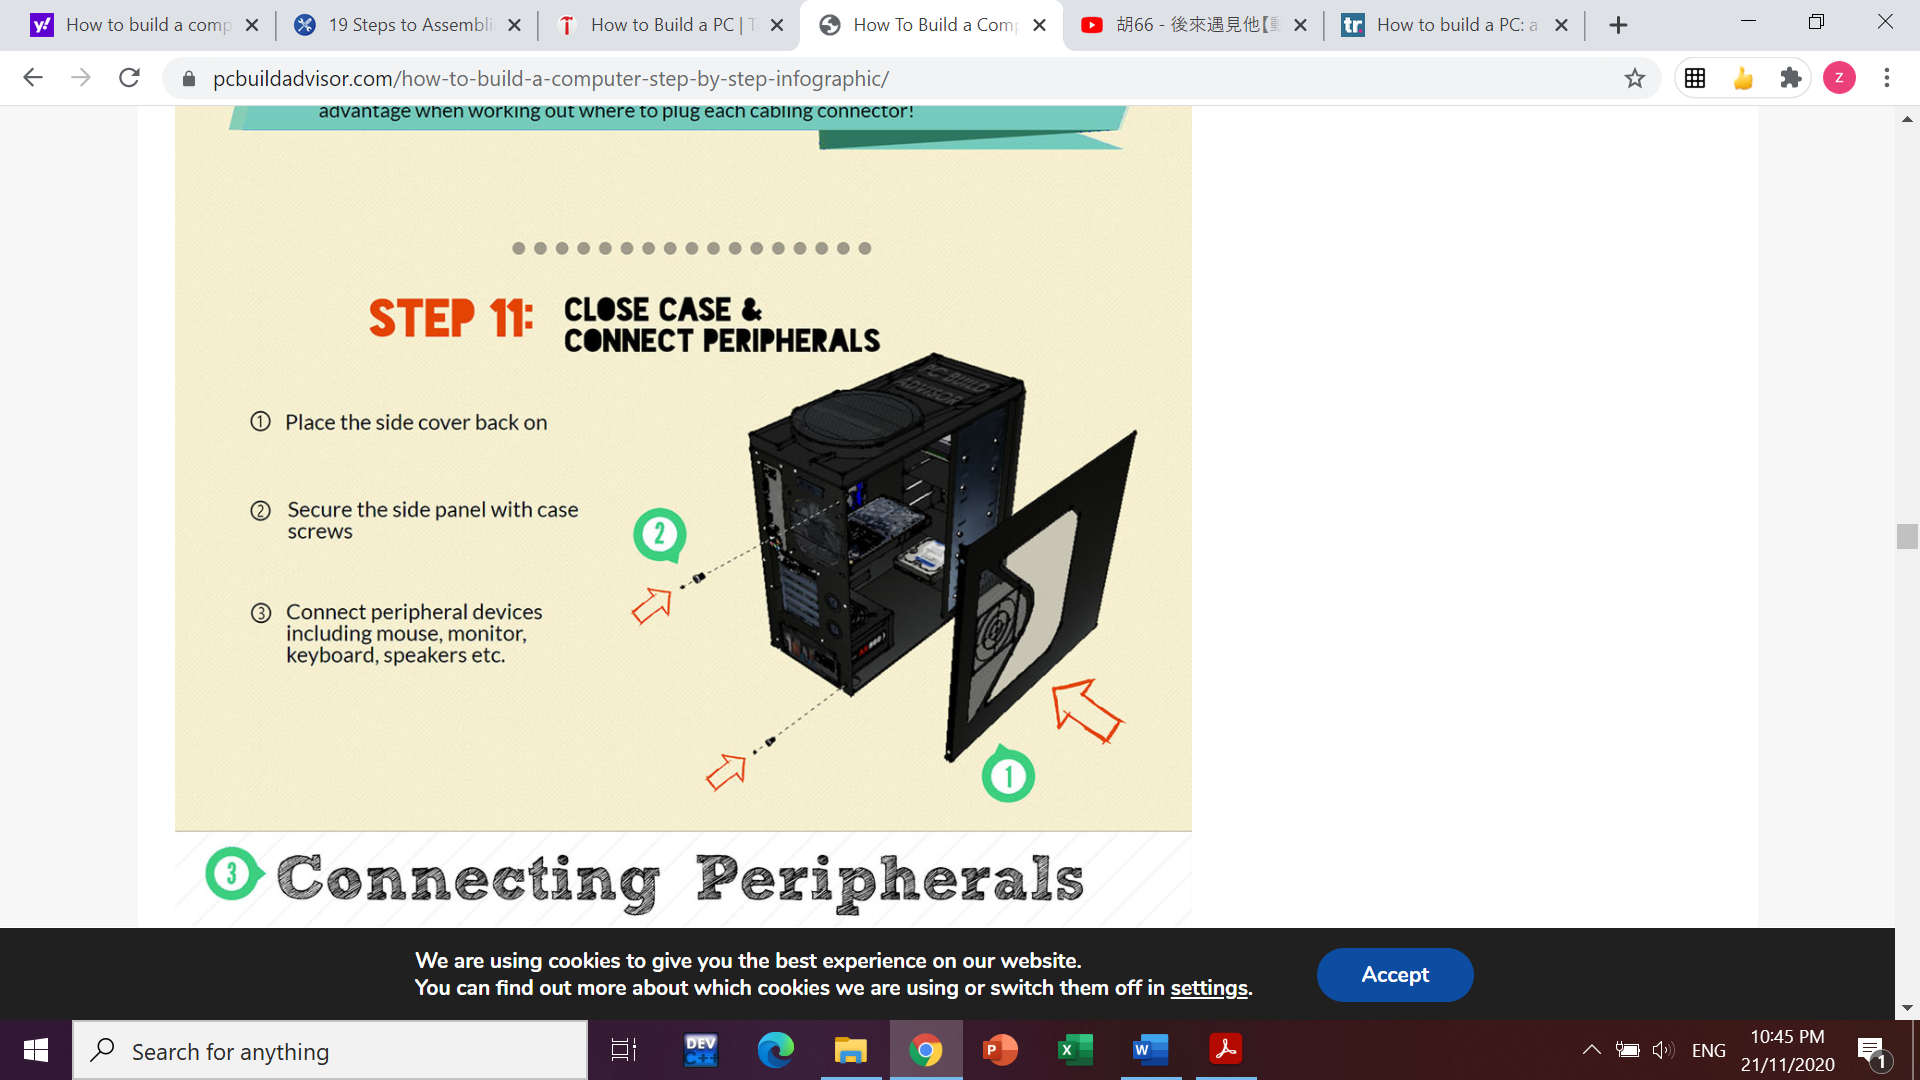 How to build a comp
19 Steps to Assembli
How to Build a PC | T
How To Build a Comp
胡66 - 後來遇見他【
How to build a PC: a
pcbuildadvisor.com/how-to-build-a-computer-step-by-step-infographic/
z
advantage when working out where to plug each cabling connector!
STEP 11: CLOSE CASE &
CONNECT PERIPHERALS
PC BUILD
ADVISOR
1 Place the side cover back on
2 Secure the side panel with case
screws
2
3 Connect peripheral devices
including mouse, monitor,
keyboard, speakers etc.
1
3 Connecting Peripherals
We are using cookies to give you the best experience on our website.
You can find out more about which cookies we are using or switch them off in settings.
Accept
Search for anything
DEV
C++
ENG
10:45 PM
21/11/2020
1